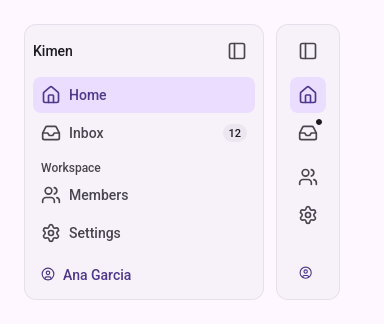 Kimen
Home
Inbox 12
Workspace
Members
Settings
Ana Garcia